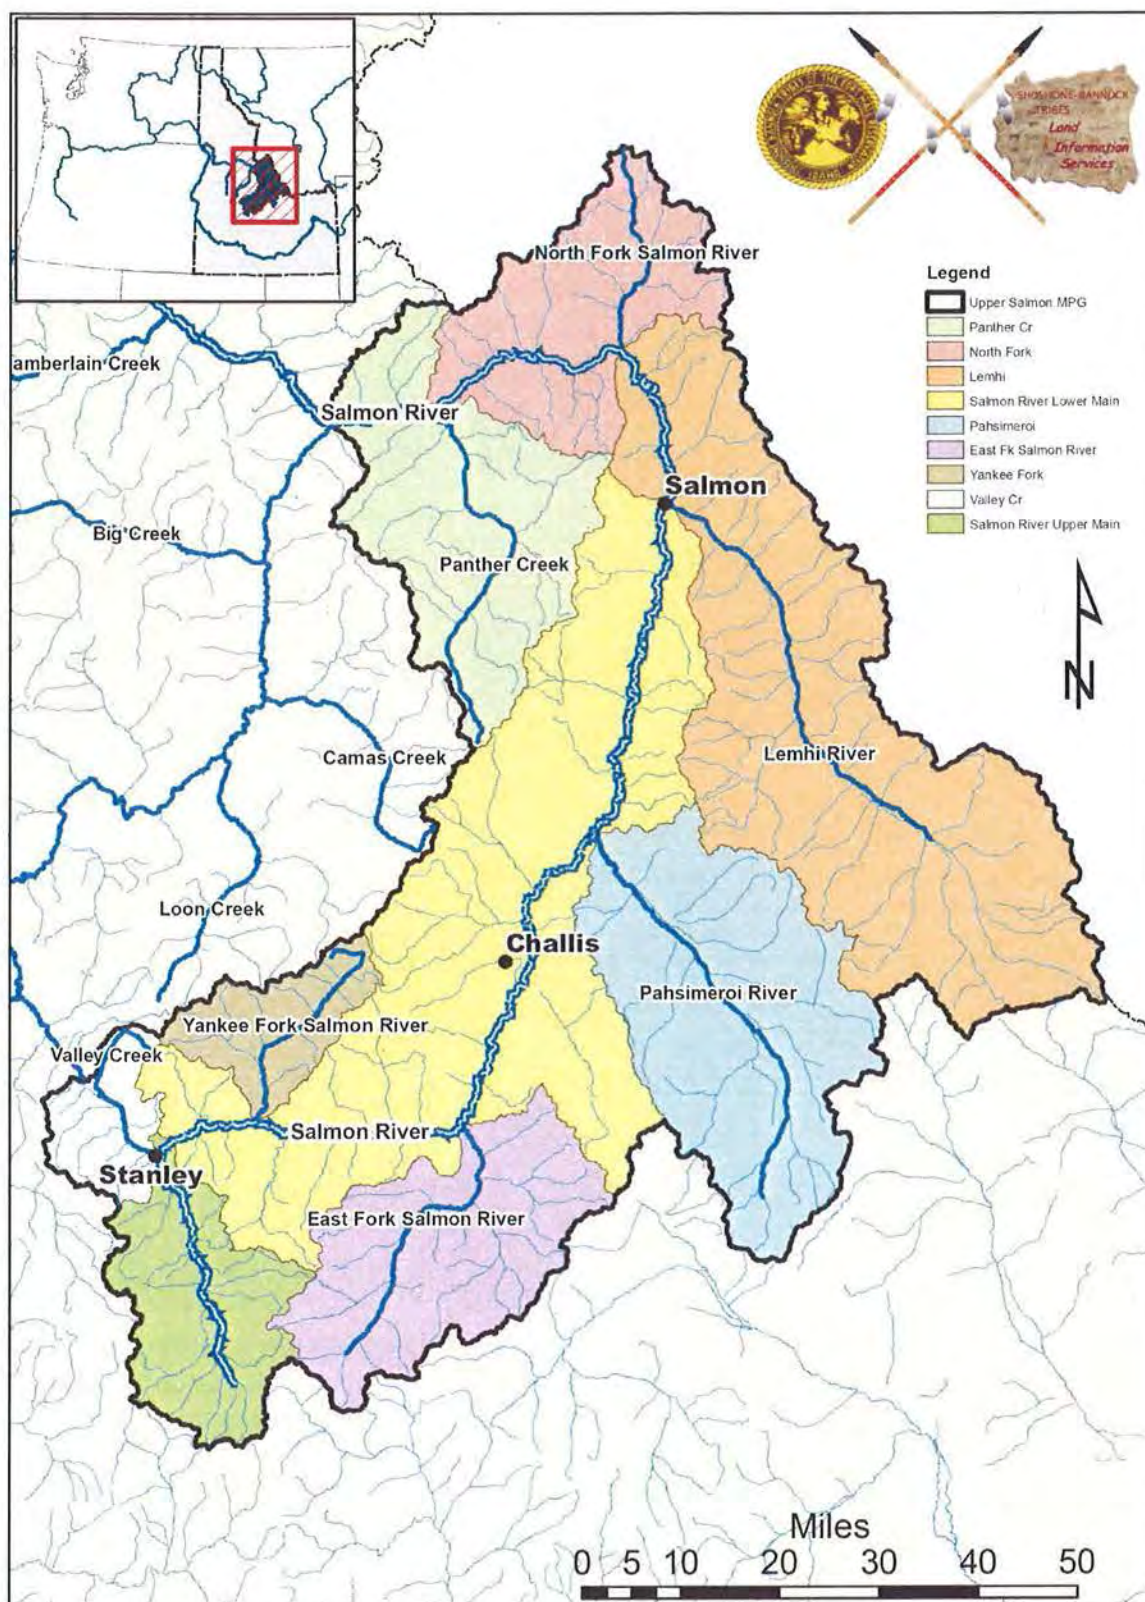 SHOSHONE-BANNOCK
TRIBES
Land
Information
Services
North Fork Salmon River
Legend
Upper Salmon MPG
Panther Cr
North Fork
Lemhi
Salmon River Lower Main
Pahsimeroi
East Fk Salmon River
Yankee Fork
Valley Cr
Salmon River Upper Main
amberlain Creek
Salmon River
Salmon
Big Creek
Panther Creek
N
Camas Creek
Lemhi River
Loon Creek
Challis
Pahsimeroi River
Yankee Fork Salmon River
Valley Creek
Salmon River
Stanley
East Fork Salmon River
Miles
0 5 10 20 30 40 50